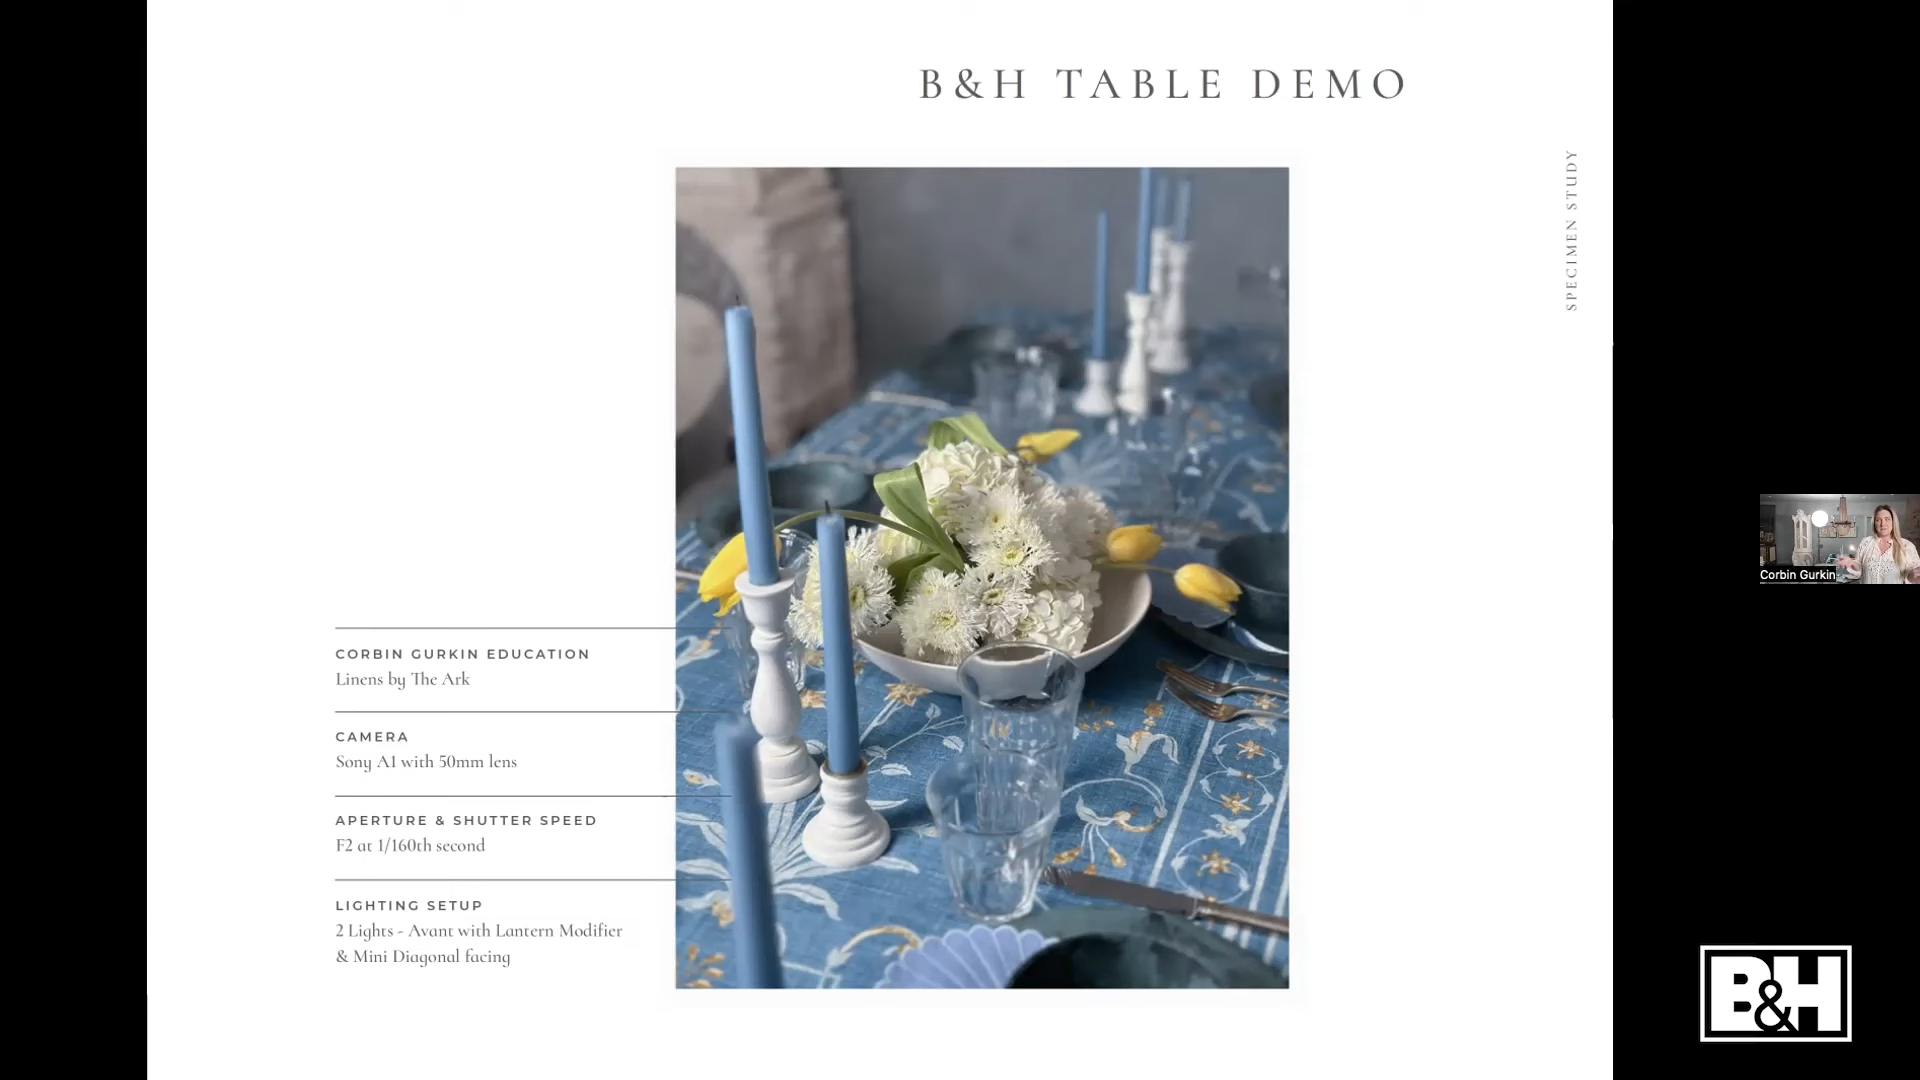 B&H TABLE DEMO
SPECIMEN STUDY
CORBIN GURKIN EDUCATION
Linens by The Ark
CAMERA
Sony A1 with 50mm lens
APERTURE & SHUTTER SPEED
F2 at 1/160th second
LIGHTING SETUP
2 Lights - Avant with Lantern Modifier
& Mini Diagonal facing
Corbin Gurkin
B&H